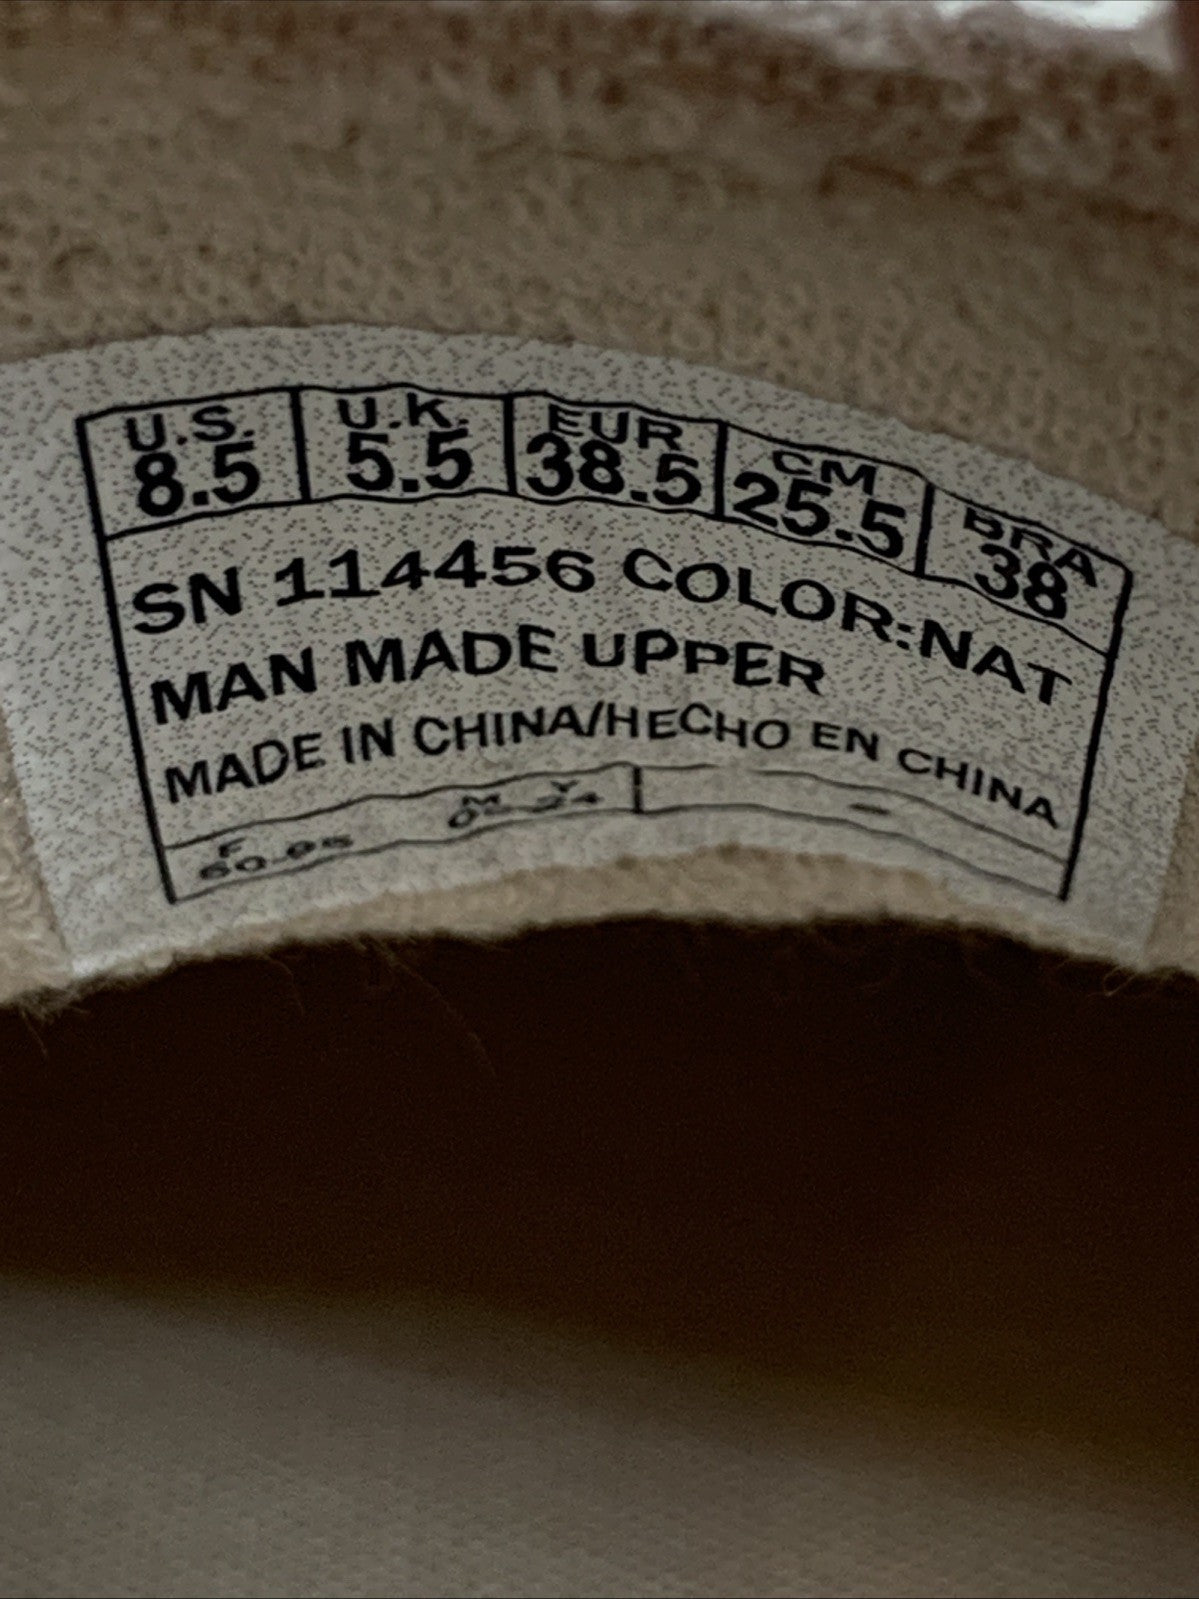 U.S. U.K. EUR CM BRA
8.5 5.5 38.5 25.5 38
SN 114456 COLOR:NAT
MAN MADE UPPER
MADE IN CHINA/HECHO EN CHINA
F M Y
-